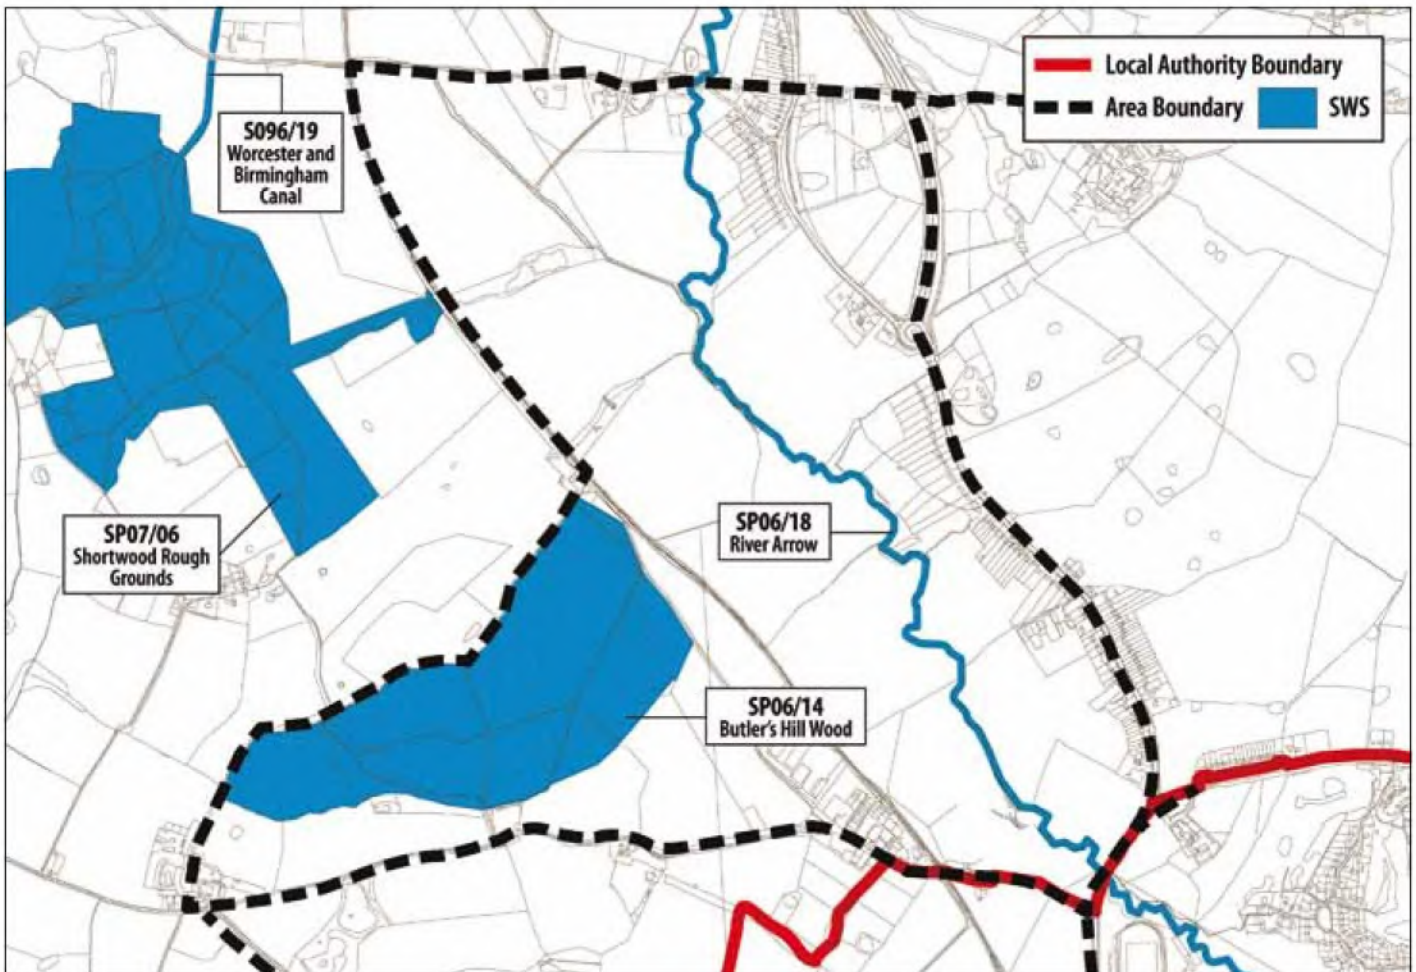 Local Authority Boundary
Area Boundary
SWS
S096/19
Worcester and
Birmingham
Canal
SP07/06
Shortwood Rough
Grounds
SP06/18
River Arrow
SP06/14
Butler's Hill Wood